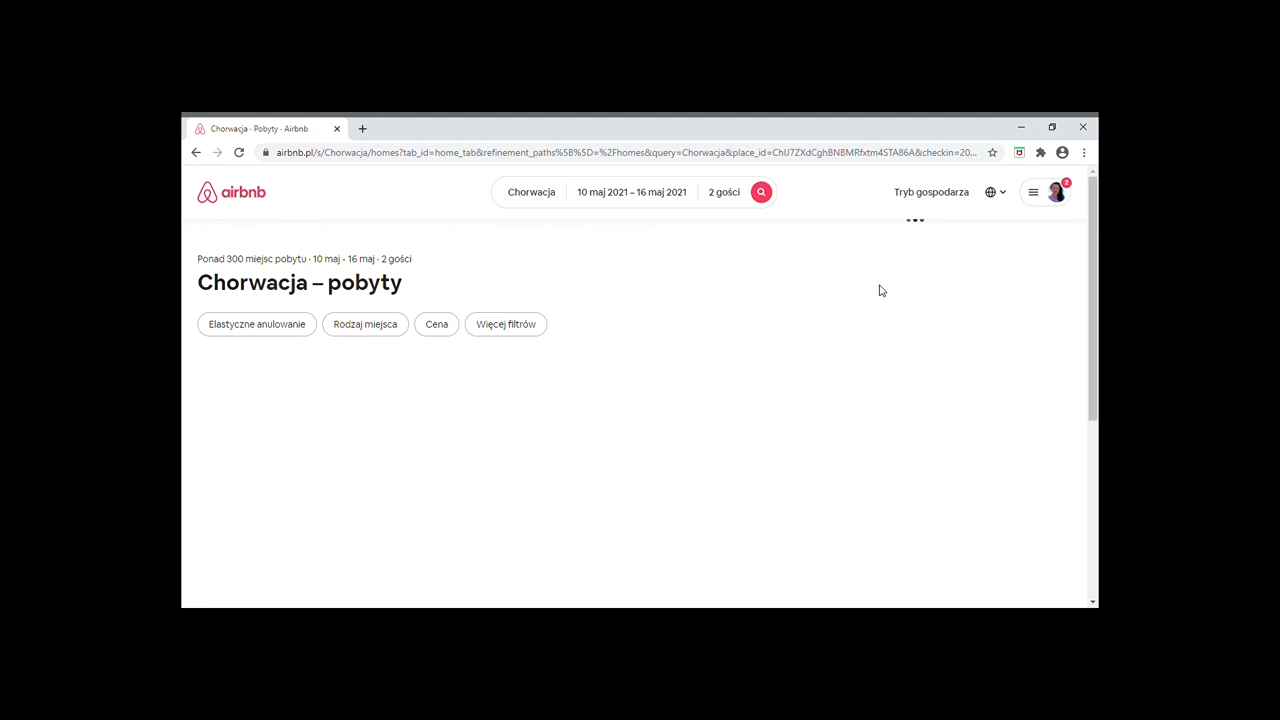 Chorwacja · Pobyty · Airbnb
airbnb.pl/s/Chorwacja/homes?tab_id=home_tab&refinement_paths%5B%5D=%2Fhomes&query=Chorwacja&place_id=ChIJ7ZXdCghBNBMRfxtm4STA86A&checkin=20...
airbnb
Chorwacja
10 maj 2021 – 16 maj 2021
2 gości
Tryb gospodarza
2
Ponad 300 miejsc pobytu · 10 maj - 16 maj · 2 gości
Chorwacja – pobyty
Elastyczne anulowanie
Rodzaj miejsca
Cena
Więcej filtrów